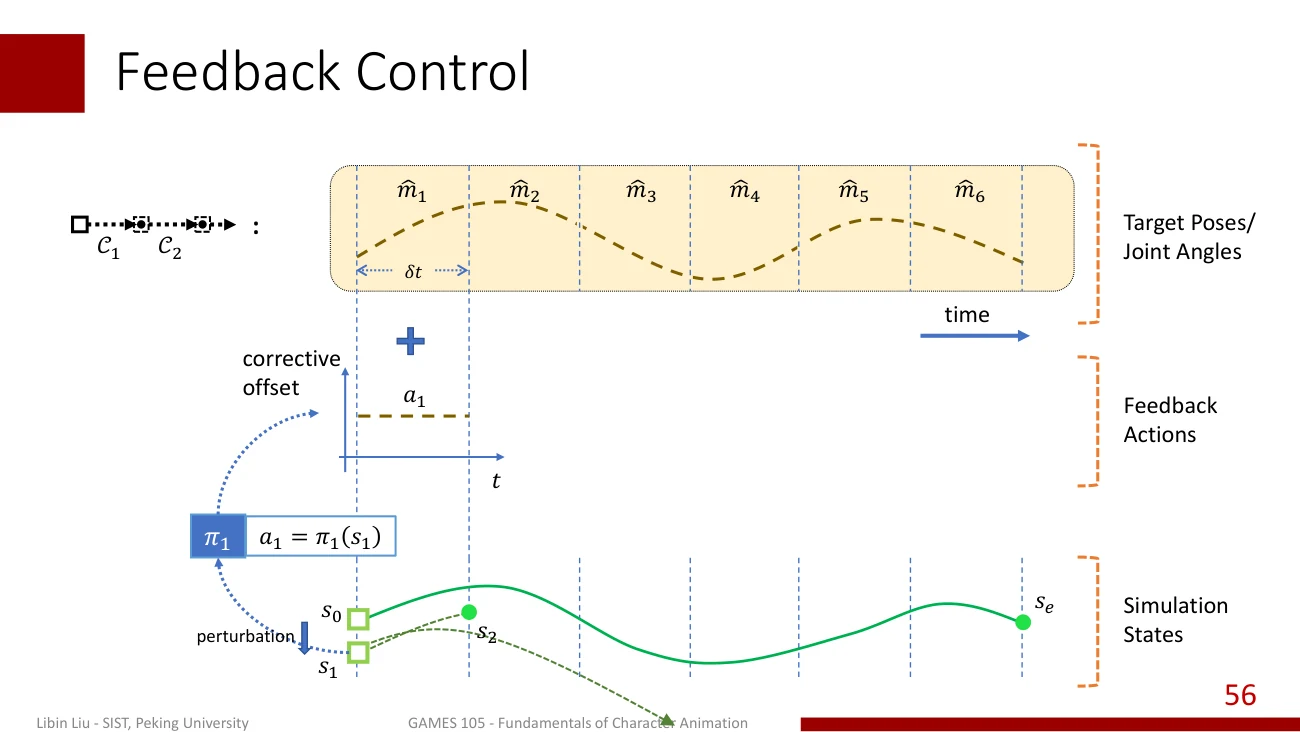 Feedback Control
m̂₁ m̂₂ m̂₃ m̂₄ m̂₅ m̂₆
𝒞₁ 𝒞₂ :
δt
Target Poses/
Joint Angles
time
corrective
offset
a₁
t
Feedback
Actions
π₁ a₁ = π₁(s₁)
s₀
perturbation
s₁
s₂
sₑ
Simulation
States
56
Libin Liu - SIST, Peking University
GAMES 105 - Fundamentals of Character Animation